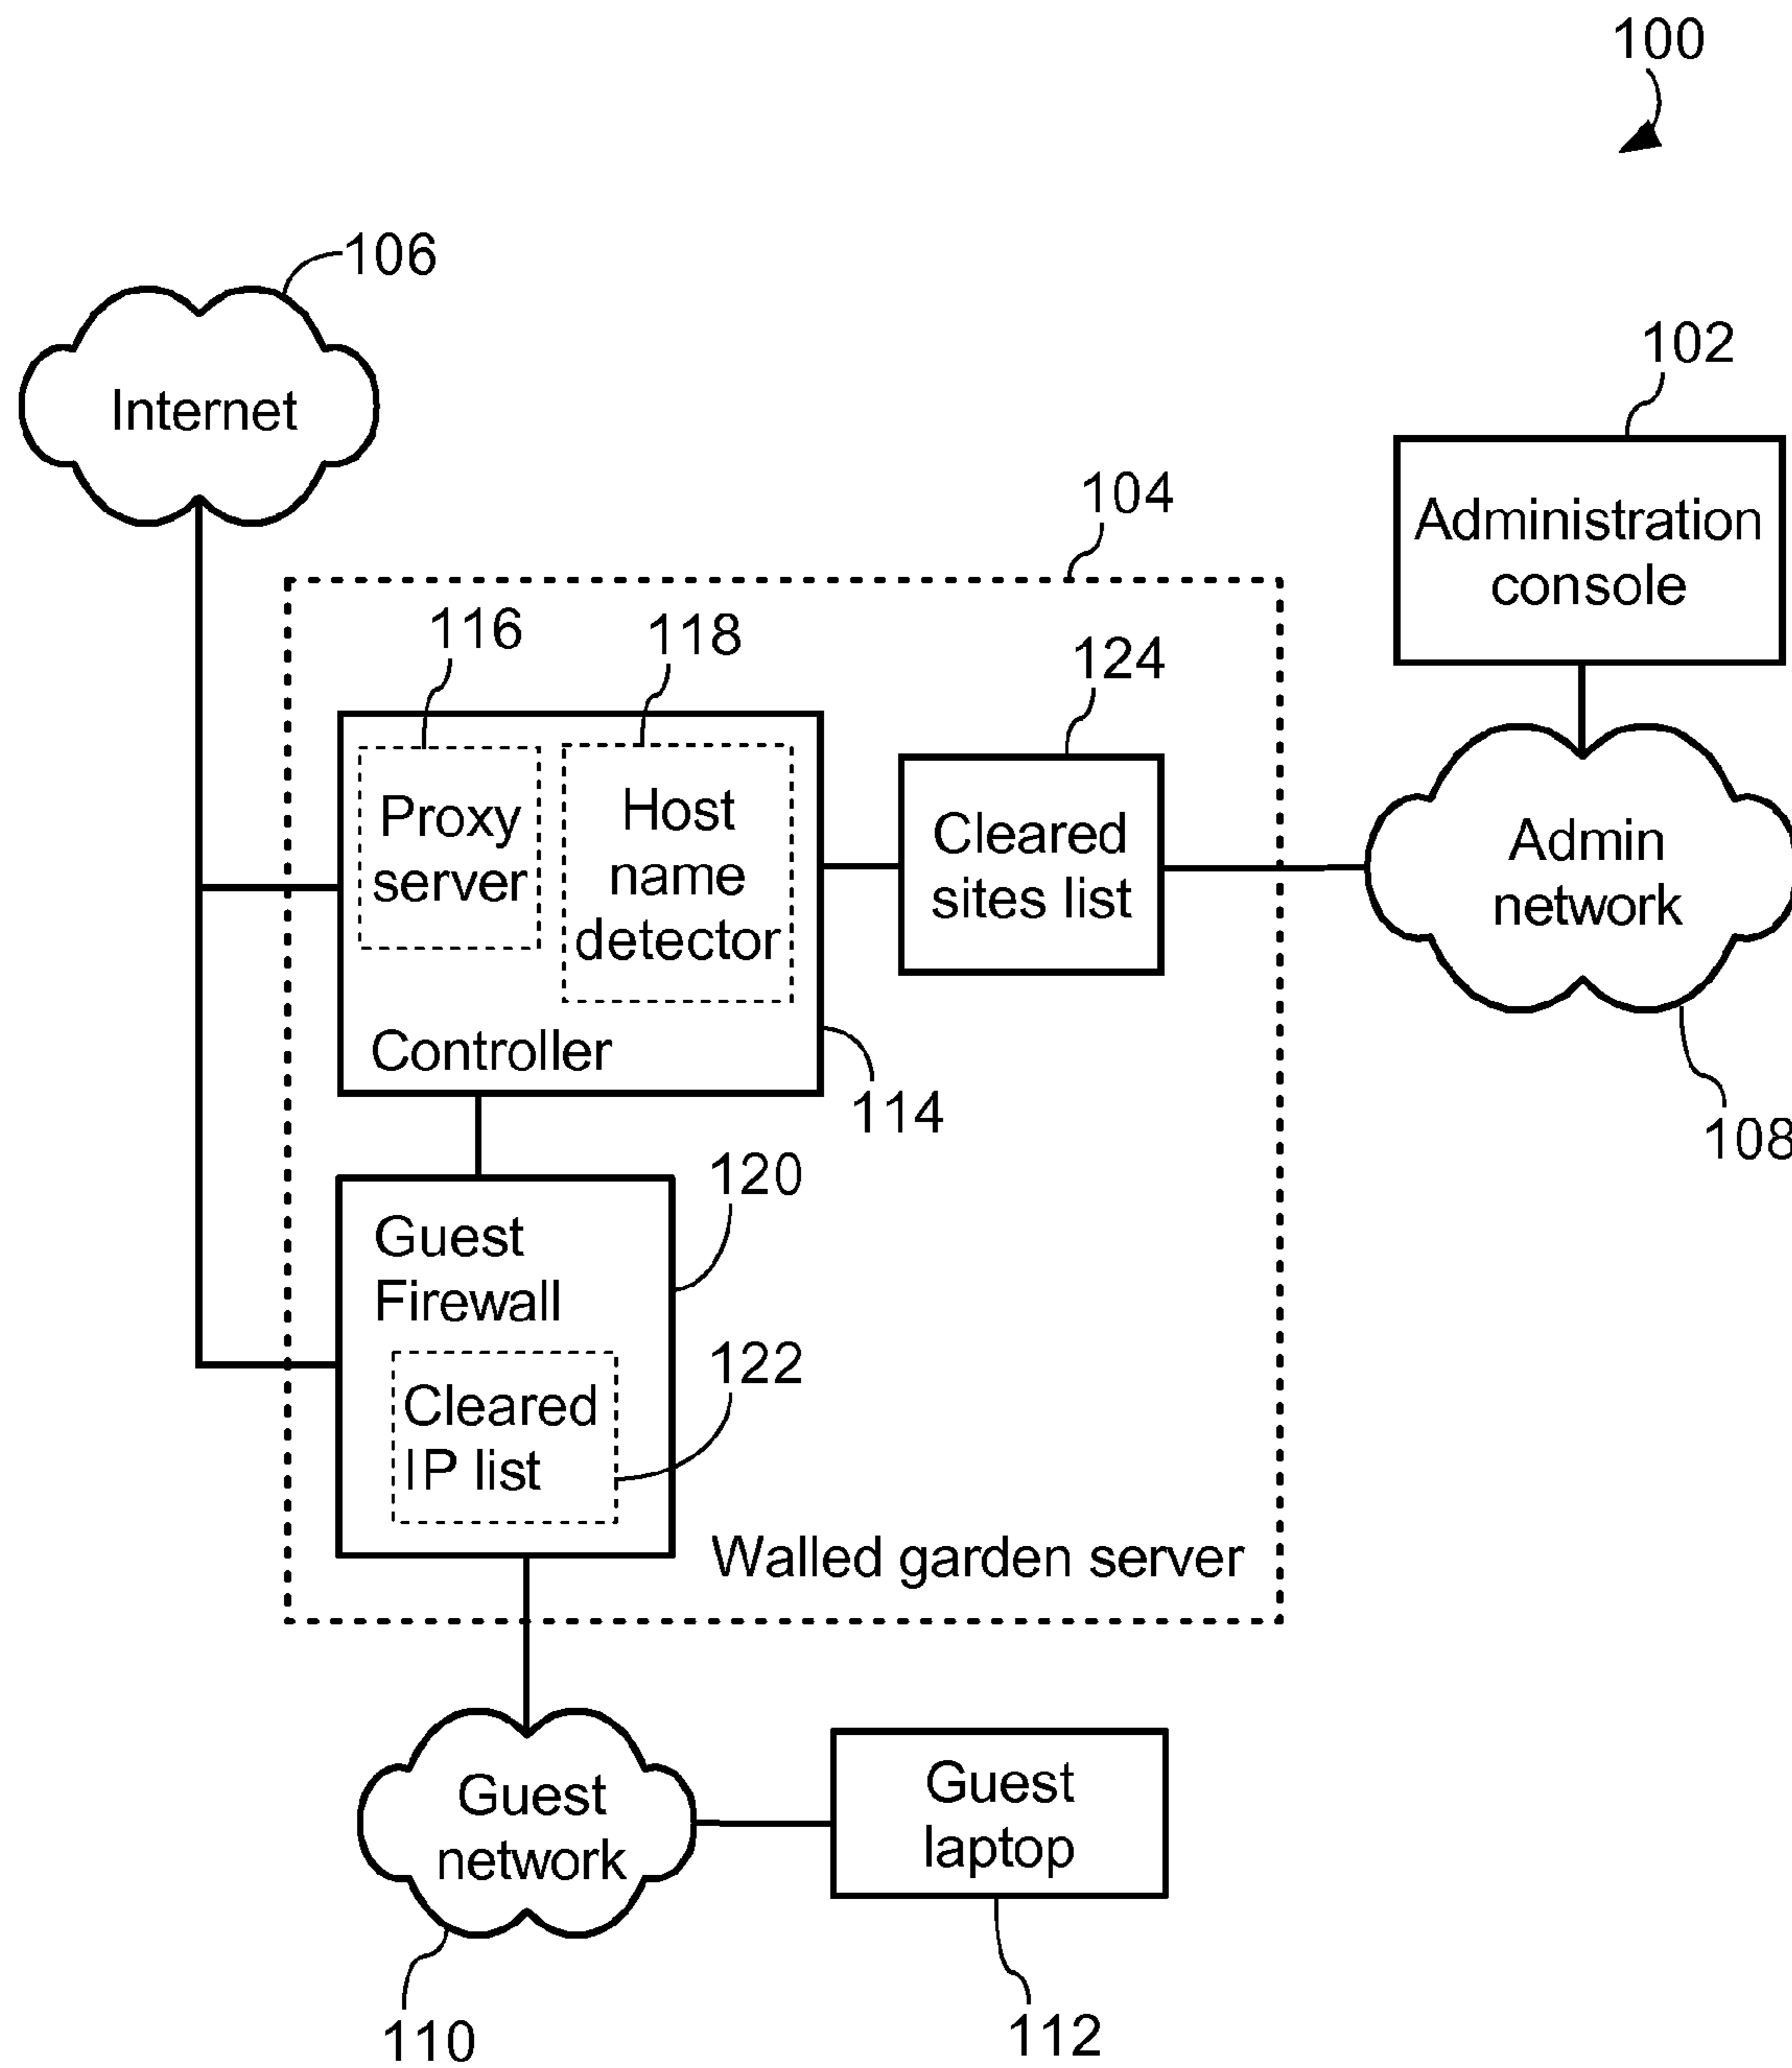 100
106
Internet
102
Administration
console
104
116
118
124
Proxy
server
Host
name
detector
Cleared
sites list
Admin
network
Controller
114
108
120
Guest
Firewall
122
Cleared
IP list
Walled garden server
Guest
network
Guest
laptop
110
112